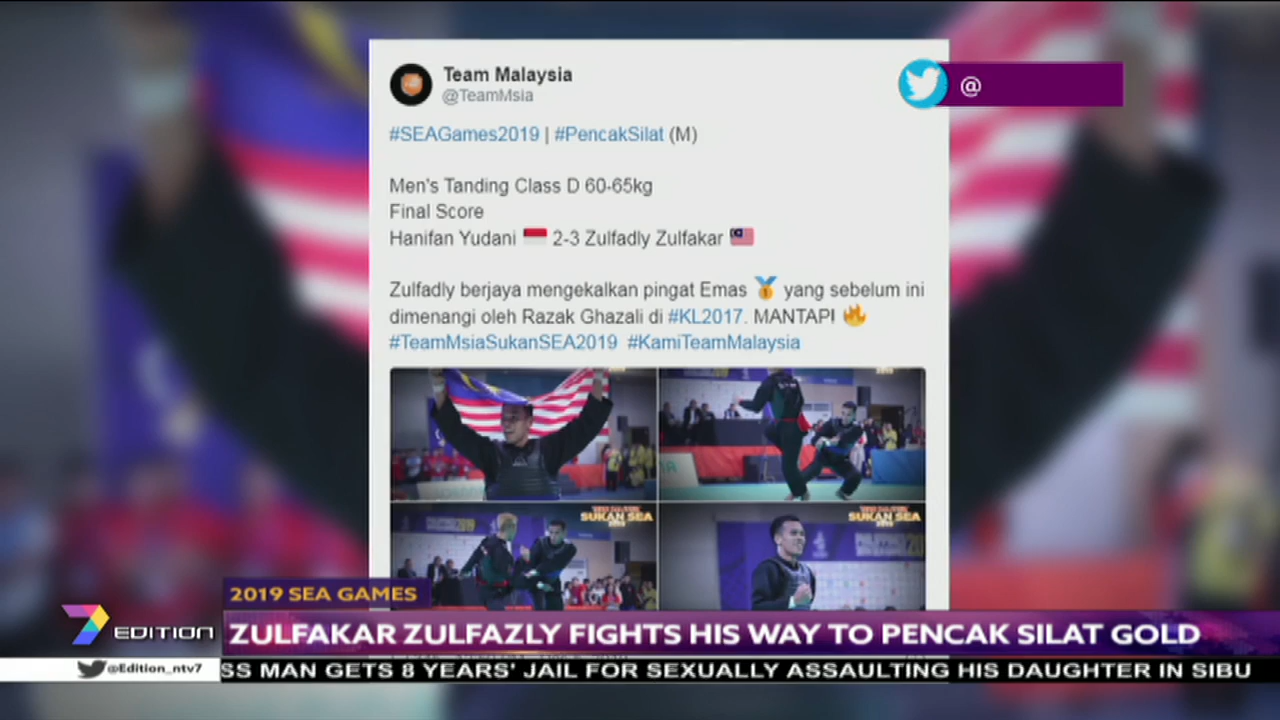 Team Malaysia
@TeamMsia
@
#SEAGames2019 | #PencakSilat (M)
Men's Tanding Class D 60-65kg
Final Score
Hanifan Yudani 🇮🇩 2-3 Zulfadly Zulfakar 🇲🇾
Zulfadly berjaya mengekalkan pingat Emas 🥇 yang sebelum ini
dimenangi oleh Razak Ghazali di #KL2017. MANTAP! 🔥
#TeamMsiaSukanSEA2019 #KamiTeamMalaysia
SUKAN SEA
SUKAN SEA
2019 SEA GAMES
7 EDITION
ZULFAKAR ZULFAZLY FIGHTS HIS WAY TO PENCAK SILAT GOLD
@Edition_ntv7
SS MAN GETS 8 YEARS' JAIL FOR SEXUALLY ASSAULTING HIS DAUGHTER IN SIBU